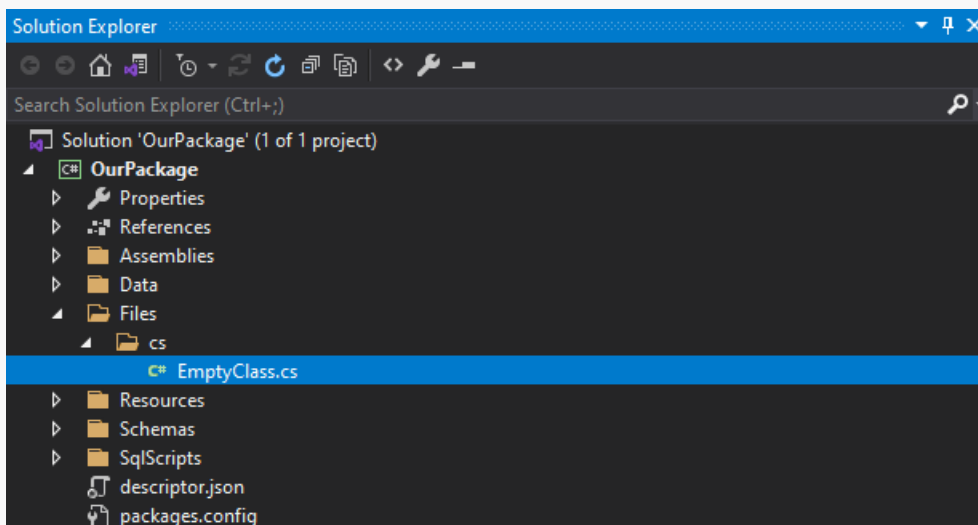 Solution Explorer
Search Solution Explorer (Ctrl+;)
Solution 'OurPackage' (1 of 1 project)
C# OurPackage
Properties
References
Assemblies
Data
Files
cs
C# EmptyClass.cs
Resources
Schemas
SqlScripts
descriptor.json
packages.config